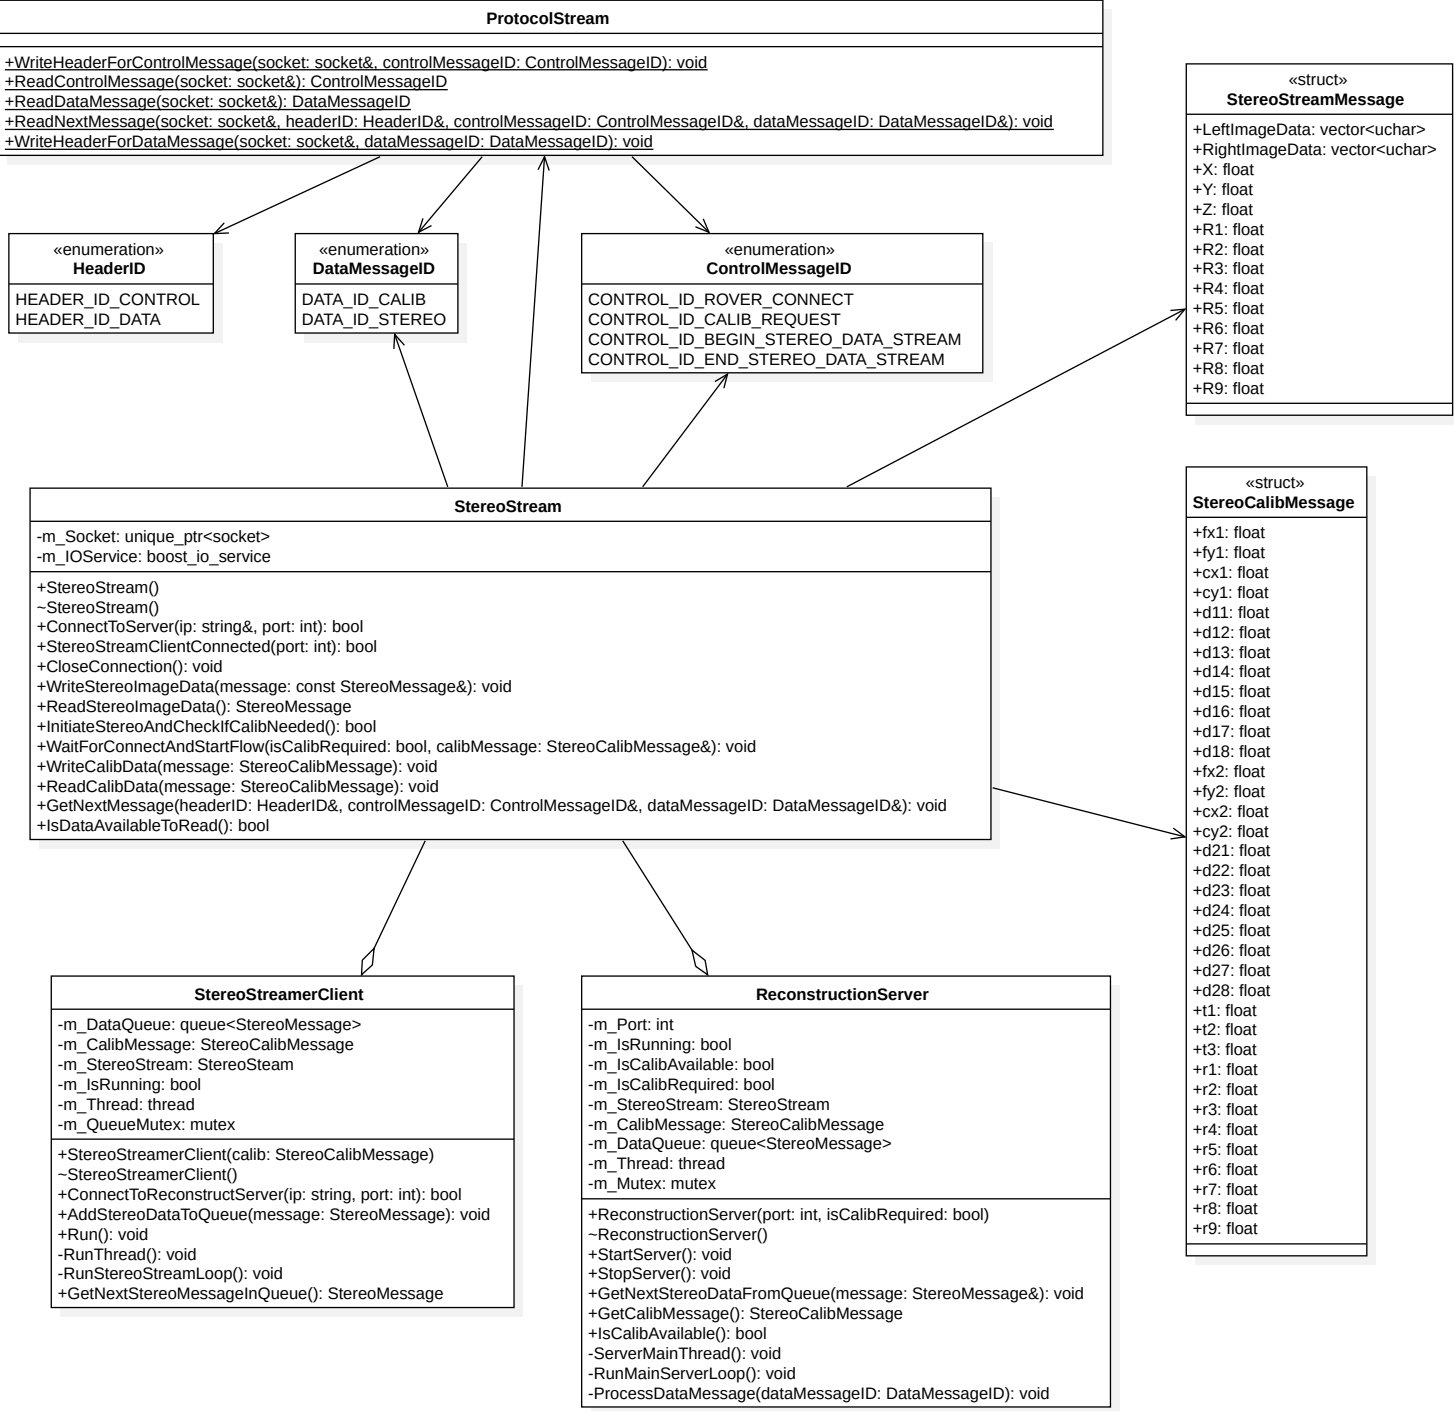 ProtocolStream
+WriteHeaderForControlMessage(socket: socket&, controlMessageID: ControlMessageID): void
+ReadControlMessage(socket: socket&): ControlMessageID
+ReadDataMessage(socket: socket&): DataMessageID
+ReadNextMessage(socket: socket&, headerID: HeaderID&, controlMessageID: ControlMessageID&, dataMessageID: DataMessageID&): void
+WriteHeaderForDataMessage(socket: socket&, dataMessageID: DataMessageID): void
«struct»
StereoStreamMessage
+LeftImageData: vector<uchar>
+RightImageData: vector<uchar>
+X: float
+Y: float
+Z: float
+R1: float
+R2: float
+R3: float
+R4: float
+R5: float
+R6: float
+R7: float
+R8: float
+R9: float
«enumeration»
HeaderID
HEADER_ID_CONTROL
HEADER_ID_DATA
«enumeration»
DataMessageID
DATA_ID_CALIB
DATA_ID_STEREO
«enumeration»
ControlMessageID
CONTROL_ID_ROVER_CONNECT
CONTROL_ID_CALIB_REQUEST
CONTROL_ID_BEGIN_STEREO_DATA_STREAM
CONTROL_ID_END_STEREO_DATA_STREAM
StereoStream
-m_Socket: unique_ptr<socket>
-m_IOService: boost_io_service
+StereoStream()
~StereoStream()
+ConnectToServer(ip: string&, port: int): bool
+StereoStreamClientConnected(port: int): bool
+CloseConnection(): void
+WriteStereoImageData(message: const StereoMessage&): void
+ReadStereoImageData(): StereoMessage
+InitiateStereoAndCheckIfCalibNeeded(): bool
+WaitForConnectAndStartFlow(isCalibRequired: bool, calibMessage: StereoCalibMessage&): void
+WriteCalibData(message: StereoCalibMessage): void
+ReadCalibData(message: StereoCalibMessage): void
+GetNextMessage(headerID: HeaderID&, controlMessageID: ControlMessageID&, dataMessageID: DataMessageID&): void
+IsDataAvailableToRead(): bool
«struct»
StereoCalibMessage
+fx1: float
+fy1: float
+cx1: float
+cy1: float
+d11: float
+d12: float
+d13: float
+d14: float
+d15: float
+d16: float
+d17: float
+d18: float
+fx2: float
+fy2: float
+cx2: float
+cy2: float
+d21: float
+d22: float
+d23: float
+d24: float
+d25: float
+d26: float
+d27: float
+d28: float
+t1: float
+t2: float
+t3: float
+r1: float
+r2: float
+r3: float
+r4: float
+r5: float
+r6: float
+r7: float
+r8: float
+r9: float
StereoStreamerClient
-m_DataQueue: queue<StereoMessage>
-m_CalibMessage: StereoCalibMessage
-m_StereoStream: StereoSteam
-m_IsRunning: bool
-m_Thread: thread
-m_QueueMutex: mutex
+StereoStreamerClient(calib: StereoCalibMessage)
~StereoStreamerClient()
+ConnectToReconstructServer(ip: string, port: int): bool
+AddStereoDataToQueue(message: StereoMessage): void
+Run(): void
-RunThread(): void
-RunStereoStreamLoop(): void
+GetNextStereoMessageInQueue(): StereoMessage
ReconstructionServer
-m_Port: int
-m_IsRunning: bool
-m_IsCalibAvailable: bool
-m_IsCalibRequired: bool
-m_StereoStream: StereoStream
-m_CalibMessage: StereoCalibMessage
-m_DataQueue: queue<StereoMessage>
-m_Thread: thread
-m_Mutex: mutex
+ReconstructionServer(port: int, isCalibRequired: bool)
~ReconstructionServer()
+StartServer(): void
+StopServer(): void
+GetNextStereoDataFromQueue(message: StereoMessage&): void
+GetCalibMessage(): StereoCalibMessage
+IsCalibAvailable(): bool
-ServerMainThread(): void
-RunMainServerLoop(): void
-ProcessDataMessage(dataMessageID: DataMessageID): void